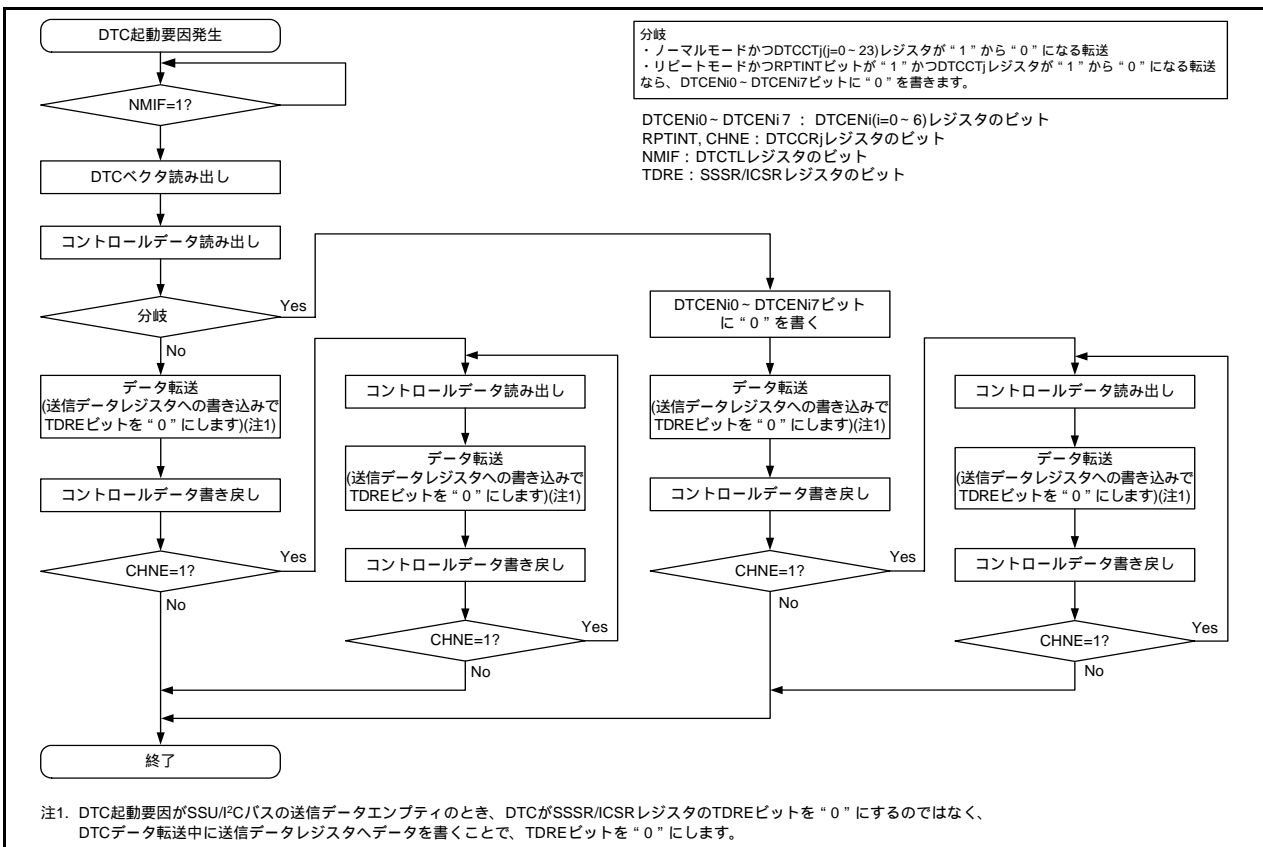 DTC起動要因発生
NMIF=1?
DTCベクタ読み出し
コントロールデータ読み出し
分岐
Yes
No
データ転送
(送信データレジスタへの書き込みで
TDREビットを“0”にします)(注1)
コントロールデータ書き戻し
CHNE=1?
Yes
No
コントロールデータ読み出し
データ転送
(送信データレジスタへの書き込みで
TDREビットを“0”にします)(注1)
コントロールデータ書き戻し
CHNE=1?
Yes
No
終了
分岐
・ノーマルモードかつDTCCTj(j=0~23)レジスタが“1”から“0”になる転送
・リピートモードかつRPTINTビットが“1”かつDTCCTjレジスタが“1”から“0”になる転送
なら、DTCENi0~DTCENi7ビットに“0”を書きます。
DTCENi0~DTCENi7 : DTCENi(i=0~6)レジスタのビット
RPTINT, CHNE : DTCCRjレジスタのビット
NMIF : DTCTLレジスタのビット
TDRE : SSSR/ICSRレジスタのビット
DTCENi0~DTCENi7ビット
に“0”を書く
データ転送
(送信データレジスタへの書き込みで
TDREビットを“0”にします)(注1)
コントロールデータ書き戻し
CHNE=1?
Yes
No
コントロールデータ読み出し
データ転送
(送信データレジスタへの書き込みで
TDREビットを“0”にします)(注1)
コントロールデータ書き戻し
CHNE=1?
Yes
No
注1. DTC起動要因がSSU/I²Cバスの送信データエンプティのとき、DTCがSSSR/ICSRレジスタのTDREビットを“0”にするのではなく、
DTCデータ転送中に送信データレジスタへデータを書くことで、TDREビットを“0”にします。